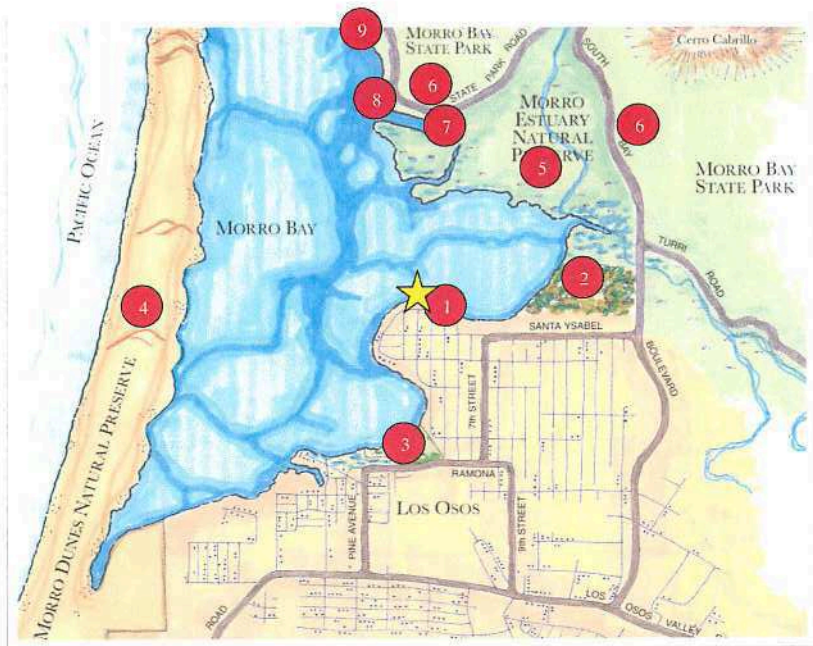 9
MORRO BAY
STATE PARK
Cerro Cabrillo
SOUTH
6
STATE PARK ROAD
8
7
MORRO
ESTUARY
NATURAL
PRESERVE
5
6
BAY
MORRO BAY
STATE PARK
PACIFIC OCEAN
MORRO BAY
TURRI
ROAD
2
4
1
SANTA YSABEL
BOULEVARD
MORRO DUNES NATURAL PRESERVE
7th STREET
3
RAMONA
LOS OSOS
PINE AVENUE
9th STREET
ROAD
LOS
OSOS
VALLEY